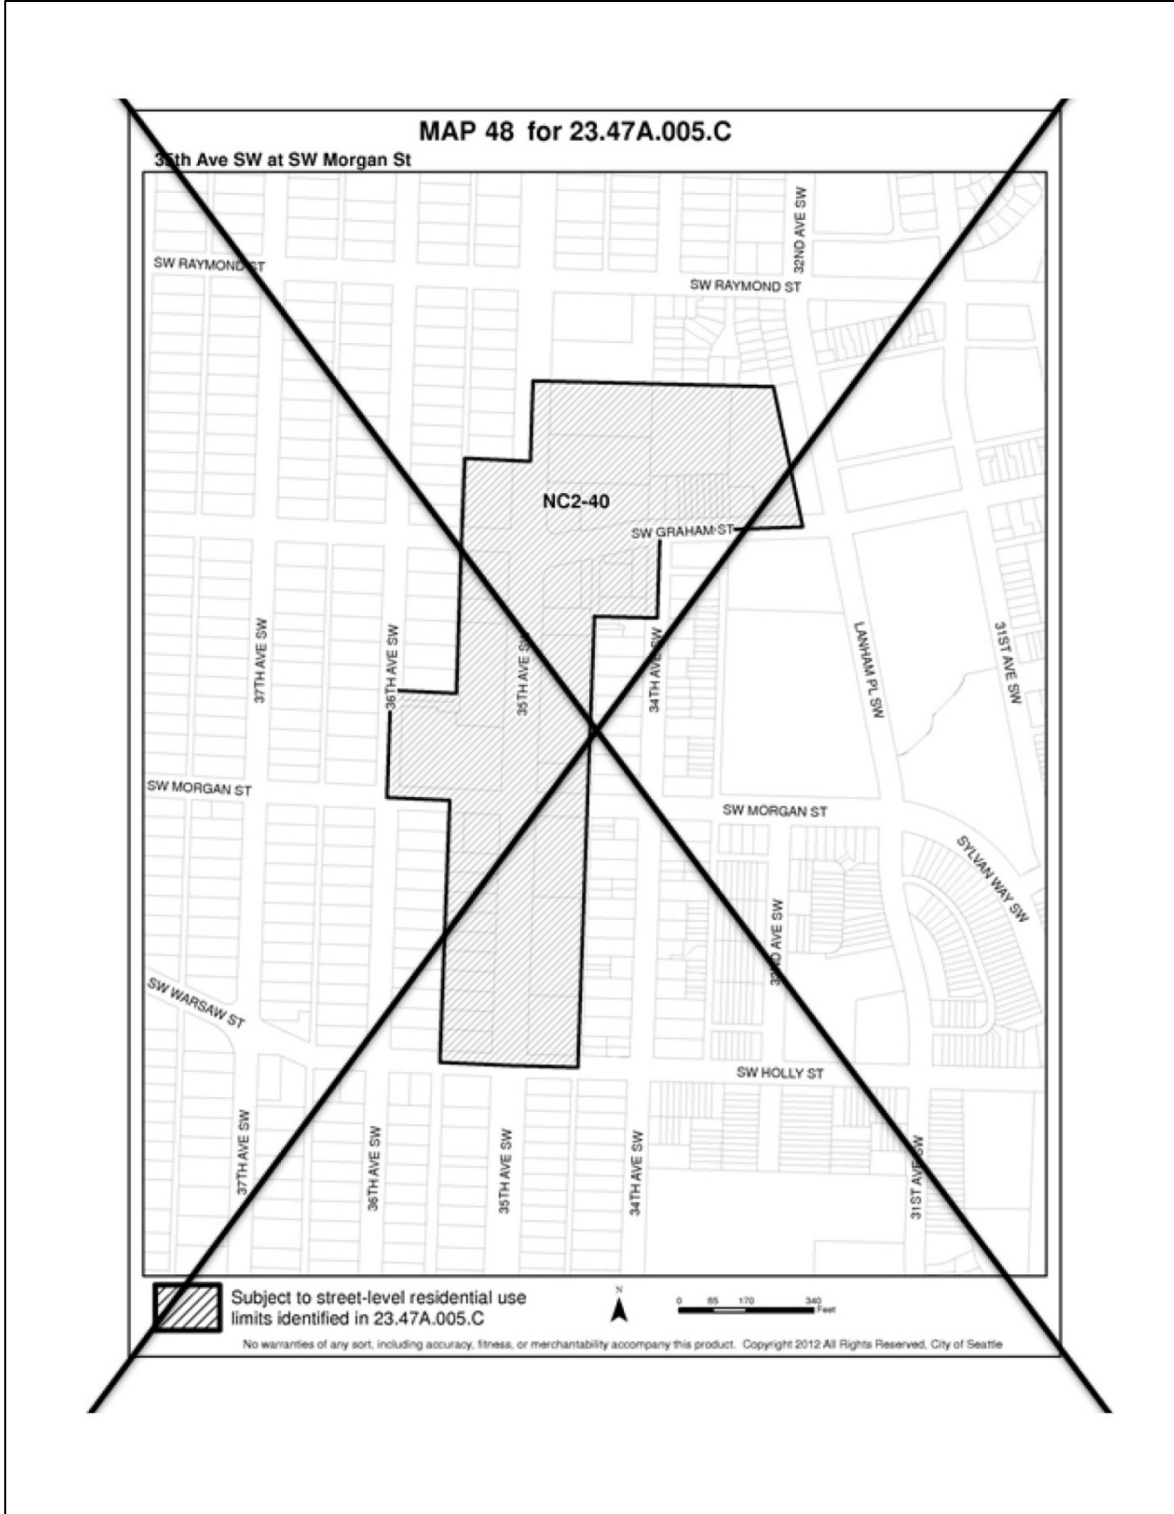 MAP 48 for 23.47A.005.C
35th Ave SW at SW Morgan St
32ND AVE SW
SW RAYMOND ST
SW RAYMOND ST
NC2-40
SW GRAHAM ST
37TH AVE SW
36TH AVE SW
35TH AVE SW
34TH AVE SW
LANHAM PL SW
31ST AVE SW
SW MORGAN ST
SW MORGAN ST
SYLVAN WAY SW
32ND AVE SW
SW WARSAW ST
SW HOLLY ST
37TH AVE SW
36TH AVE SW
35TH AVE SW
34TH AVE SW
31ST AVE SW
Subject to street-level residential use
limits identified in 23.47A.005.C
N
0 85 170 340
Feet
No warranties of any sort, including accuracy, fitness, or merchantability accompany this product. Copyright 2012 All Rights Reserved, City of Seattle